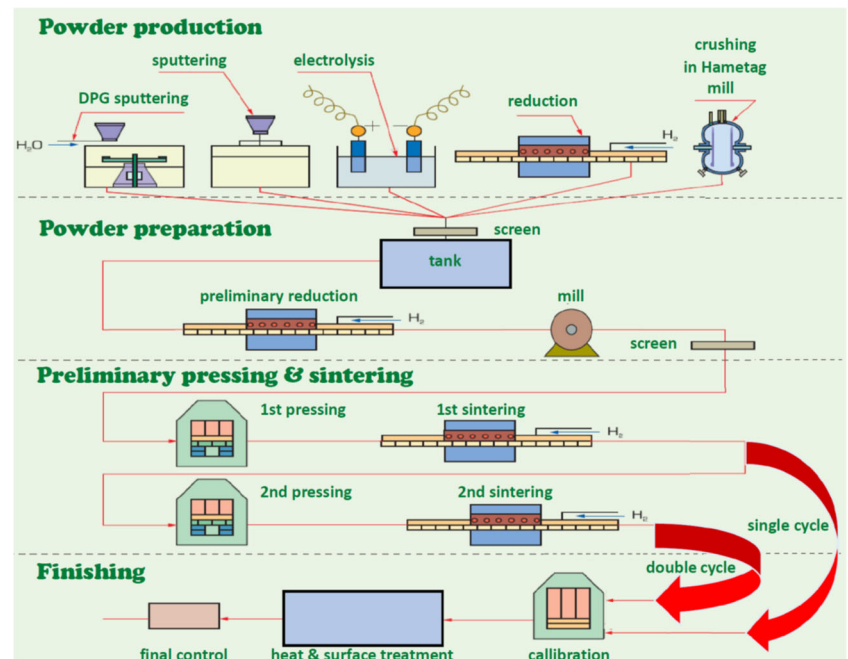 Powder production
crushing
in Hametag
mill
sputtering
electrolysis
reduction
DPG sputtering
H₂
H₂O
+
−
Powder preparation
screen
tank
preliminary reduction
mill
H₂
screen
Preliminary pressing & sintering
1st pressing
1st sintering
H₂
2nd pressing
2nd sintering
H₂
single cycle
double cycle
Finishing
final control
heat & surface treatment
callibration